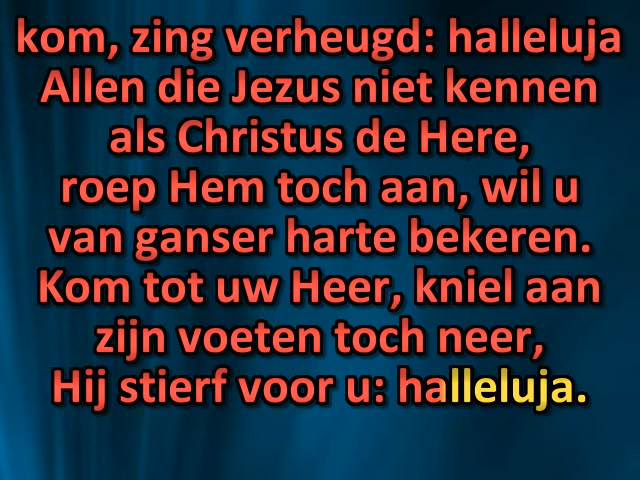 kom, zing verheugd: halleluja
Allen die Jezus niet kennen
als Christus de Here,
roep Hem toch aan, wil u
van ganser harte bekeren.
Kom tot uw Heer, kniel aan
zijn voeten toch neer,
Hij stierf voor u: halleluja.